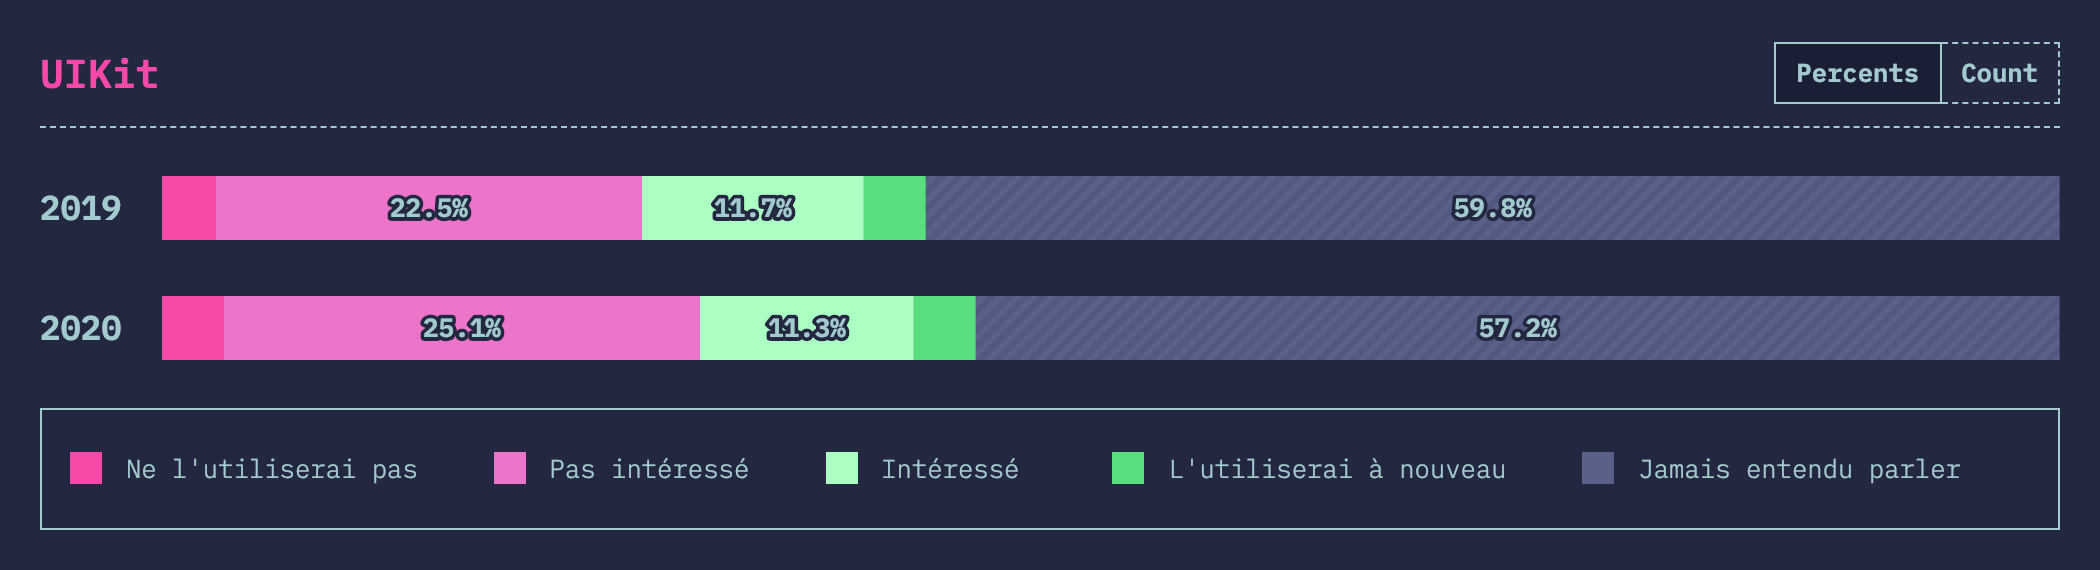 UIKit
Percents Count
2019 22.5% 11.7% 59.8%
2020 25.1% 11.3% 57.2%
Ne l'utiliserai pas Pas intéressé Intéressé L'utiliserai à nouveau Jamais entendu parler